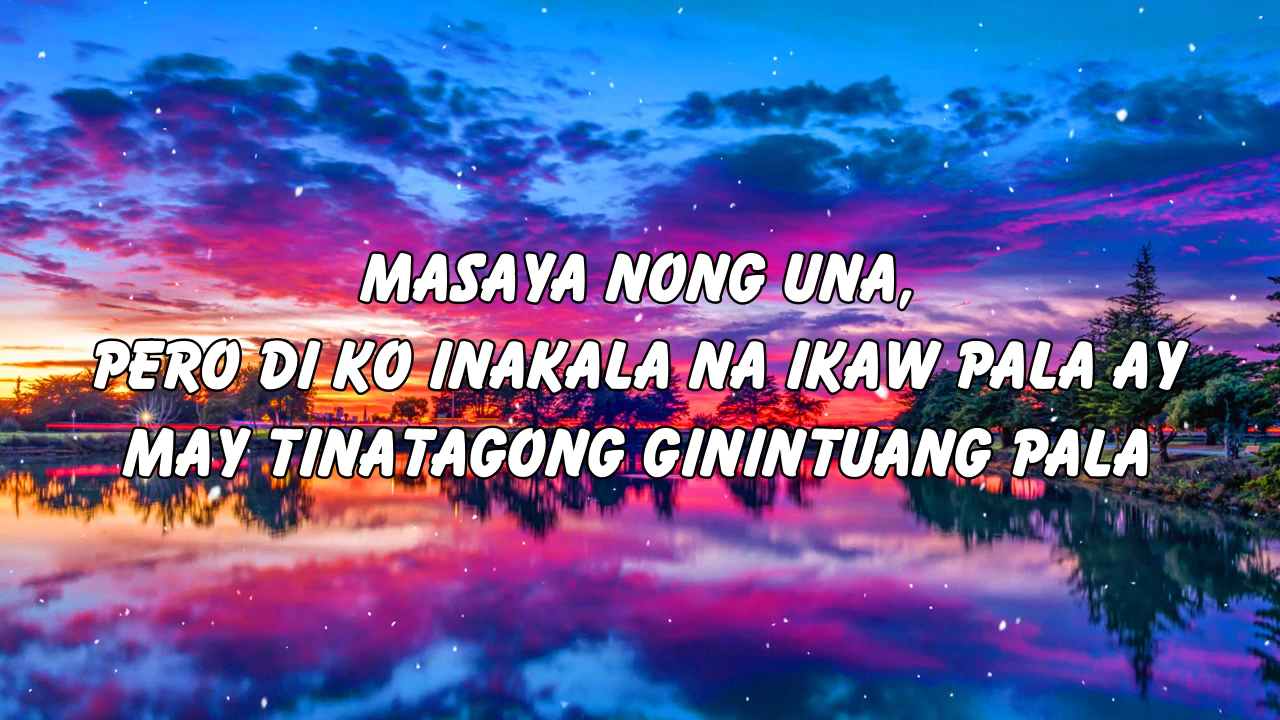 MASAYA NONG UNA,
PERO DI KO INAKALA NA IKAW PALA AY
MAY TINATAGONG GININTUANG PALA